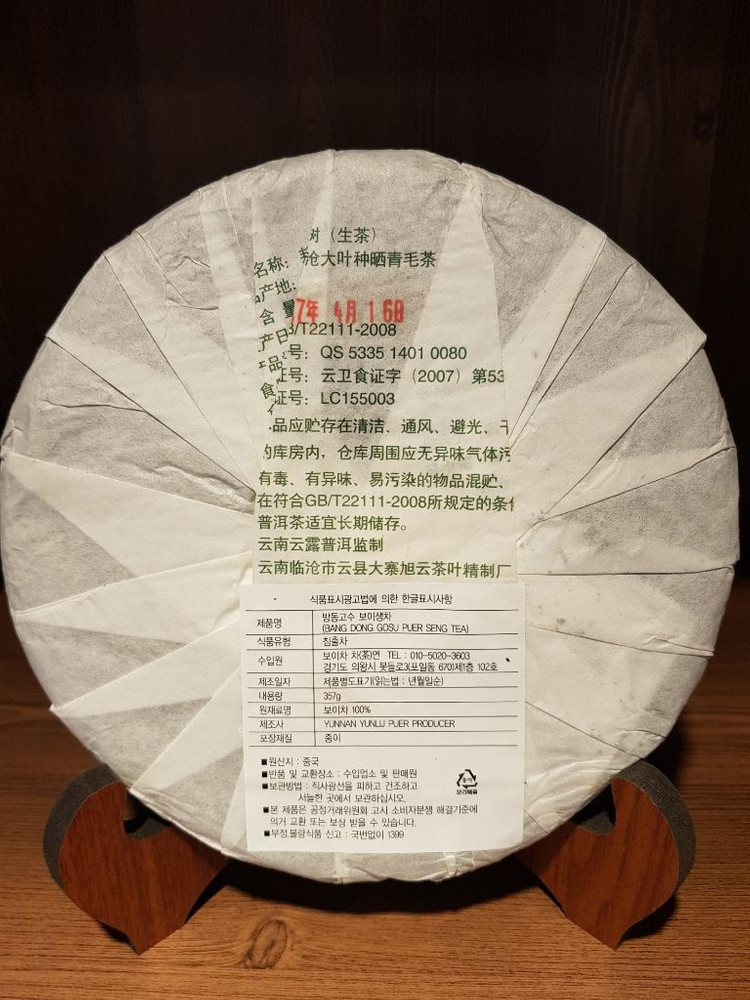 树（生茶）
名称：
沧大叶种晒青毛茶
产地：
含量
7年 4月 16日
产日
/T22111-2008
品
号：QS 5335 1401 0080
食
证号：云卫食证字（2007）第53
证号：LC155003
品应贮存在清洁、通风、避光、干
的库房内，仓库周围应无异味气体污
有毒、有异味、易污染的物品混贮、
在符合GB/T22111-2008所规定的条件
普洱茶适宜长期储存。
云南云露普洱监制
云南临沧市云县大寨旭云茶叶精制厂
- 식품표시광고법에 의한 한글표시사항
제품명 방동고수 보이생차
(BANG DONG GOSU PUER SENG TEA)
식품유형 침출차
수입원 보이차 차(茶)연 TEL : 010-5020-3603
경기도 의왕시 봇들로3(포일동 670)제1층 102호
제조일자 제품별도표기(읽는법 : 년월일순)
내용량 357g
원재료명 보이차 100%
제조사 YUNNAN YUNLU PUER PRODUCER
포장재질 종이
■원산지 : 중국
■반품 및 교환장소 : 수입업소 및 판매원
■보관방법 : 직사광선을 피하고 건조하고
서늘한 곳에서 보관하십시오.
■본 제품은 공정거래위원회 고시 소비자분쟁 해결기준에
의거 교환 또는 보상 받을 수 있습니다.
■부정,불량식품 신고 : 국번없이 1399
종이
분리배출